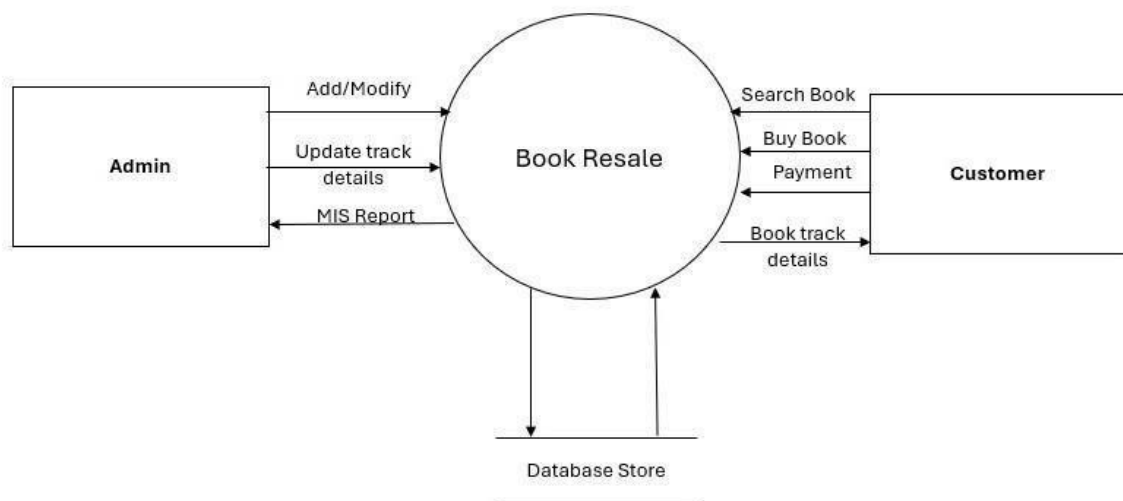 Add/Modify
Update track
details
MIS Report
Admin
Book Resale
Search Book
Buy Book
Payment
Book track
details
Customer
Database Store